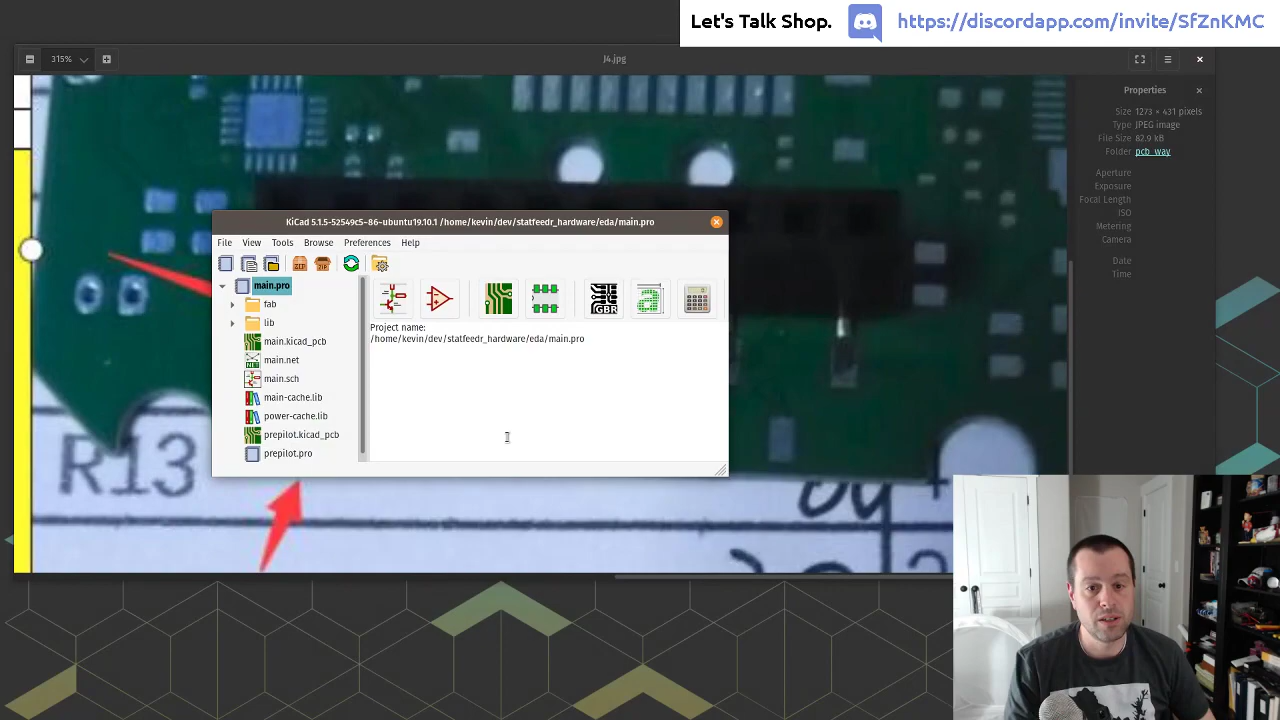 Let's Talk Shop.
https://discordapp.com/invite/SfZnKMC
315%
J4.jpg
Properties
Size 1273 × 431 pixels
Type JPEG image
File Size 82.9 kB
Folder pcb_way
Aperture
Exposure
Focal Length
ISO
Metering
Camera
Date
Time
KiCad 5.1.5-52549c5~86~ubuntu19.10.1 /home/kevin/dev/statfeedr_hardware/eda/main.pro
File View Tools Browse Preferences Help
ZIP
ZIP
GBR
a
main.pro
fab
lib
main.kicad_pcb
NET
main.net
main.sch
main-cache.lib
power-cache.lib
prepilot.kicad_pcb
prepilot.pro
Project name:
/home/kevin/dev/statfeedr_hardware/eda/main.pro
R13